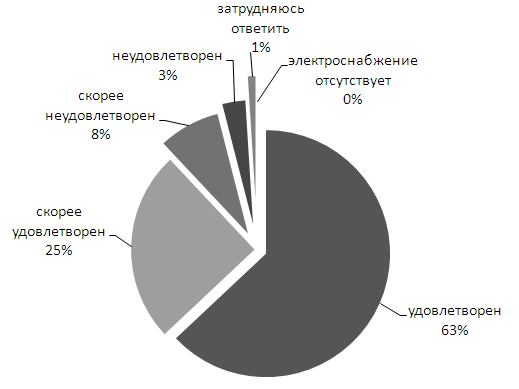 затрудняюсь
ответить
1%
электроснабжение
отсутствует
0%
неудовлетворен
3%
скорее
неудовлетворен
8%
скорее
удовлетворен
25%
удовлетворен
63%